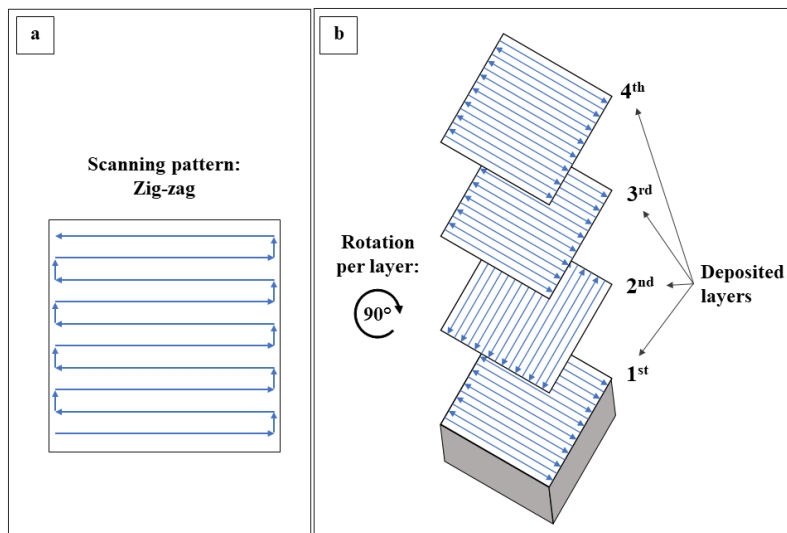 a
Scanning pattern:
Zig-zag
b
4th
3rd
Rotation
per layer:
90°
2nd
Deposited
layers
1st